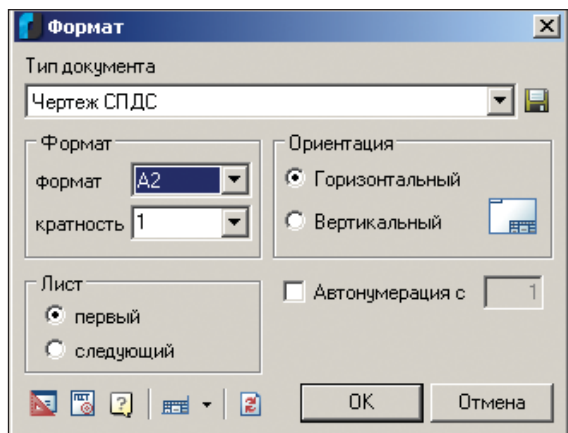 Формат
Тип документа
Чертеж СПДС
Формат
формат A2
кратность 1
Ориентация
Горизонтальный
Вертикальный
Лист
первый
следующий
Автонумерация с 1
OK
Отмена